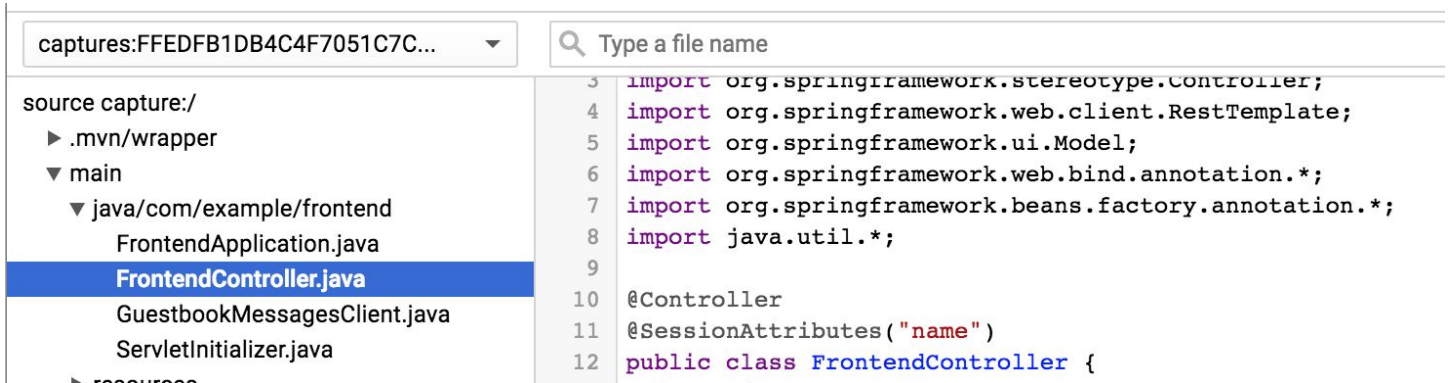 captures:FFEDFB1DB4C4F7051C7C...
Type a file name
source capture:/
.mvn/wrapper
main
java/com/example/frontend
FrontendApplication.java
FrontendController.java
GuestbookMessagesClient.java
ServletInitializer.java
resources
3 import org.springframework.stereotype.Controller;
4 import org.springframework.web.client.RestTemplate;
5 import org.springframework.ui.Model;
6 import org.springframework.web.bind.annotation.*;
7 import org.springframework.beans.factory.annotation.*;
8 import java.util.*;
9
10 @Controller
11 @SessionAttributes("name")
12 public class FrontendController {